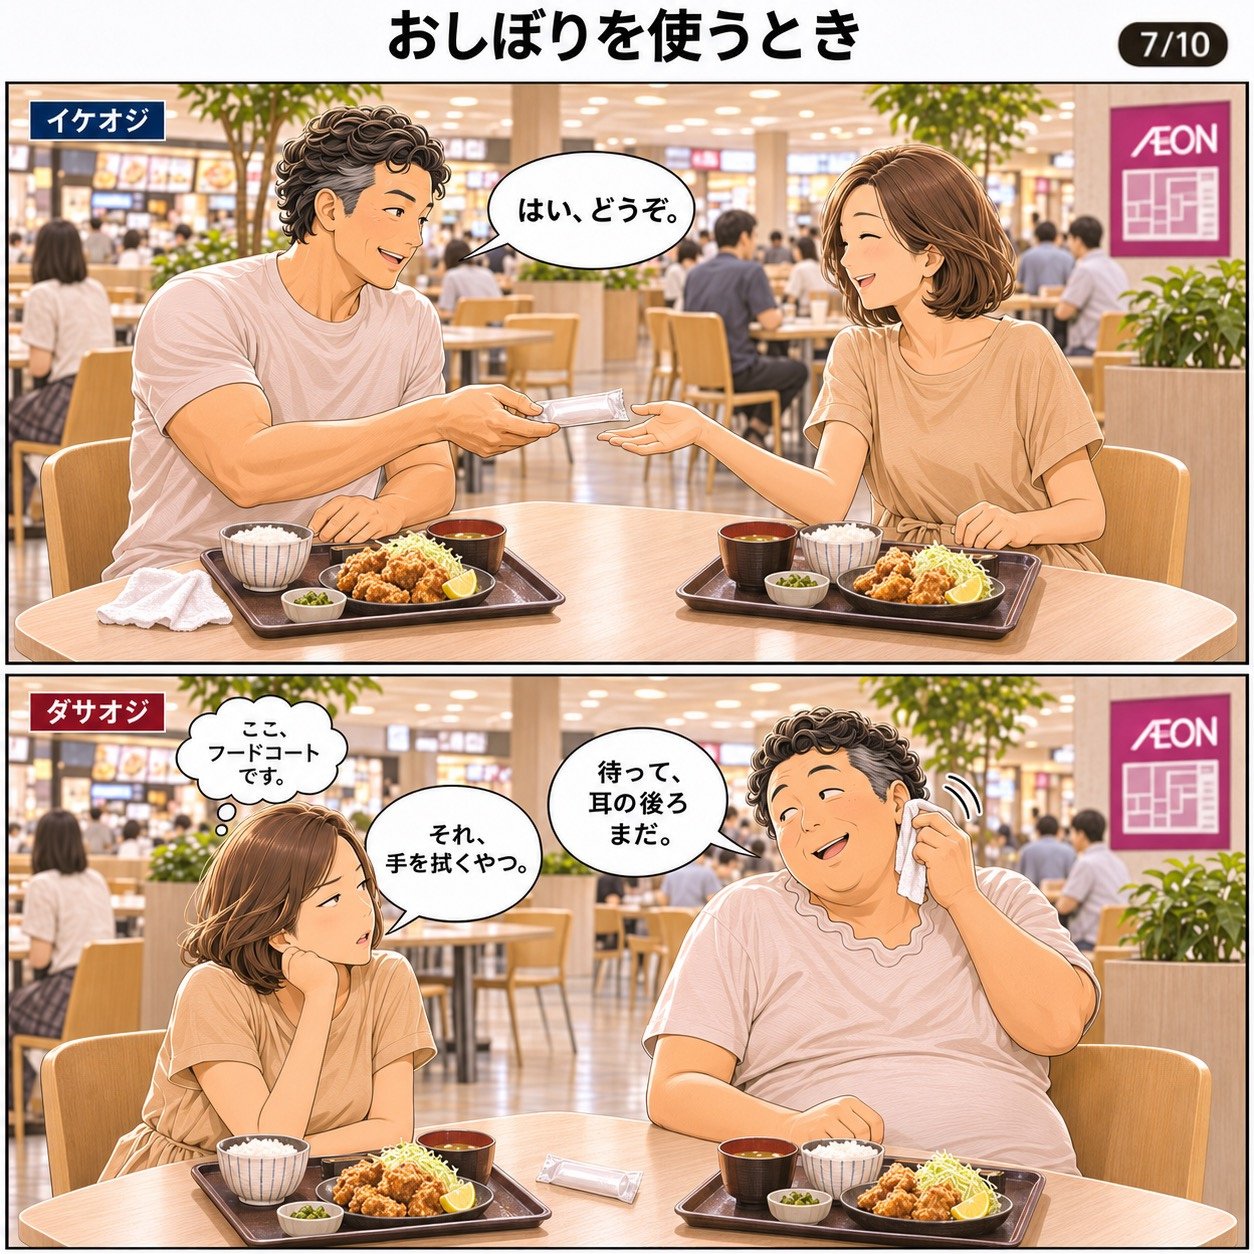 おしぼりを使うとき
7/10
イケオジ
はい、どうぞ。
ÆON
ダサオジ
ここ、
フードコート
です。
それ、
手を拭くやつ。
待って、
耳の後ろ
まだ。
ÆON